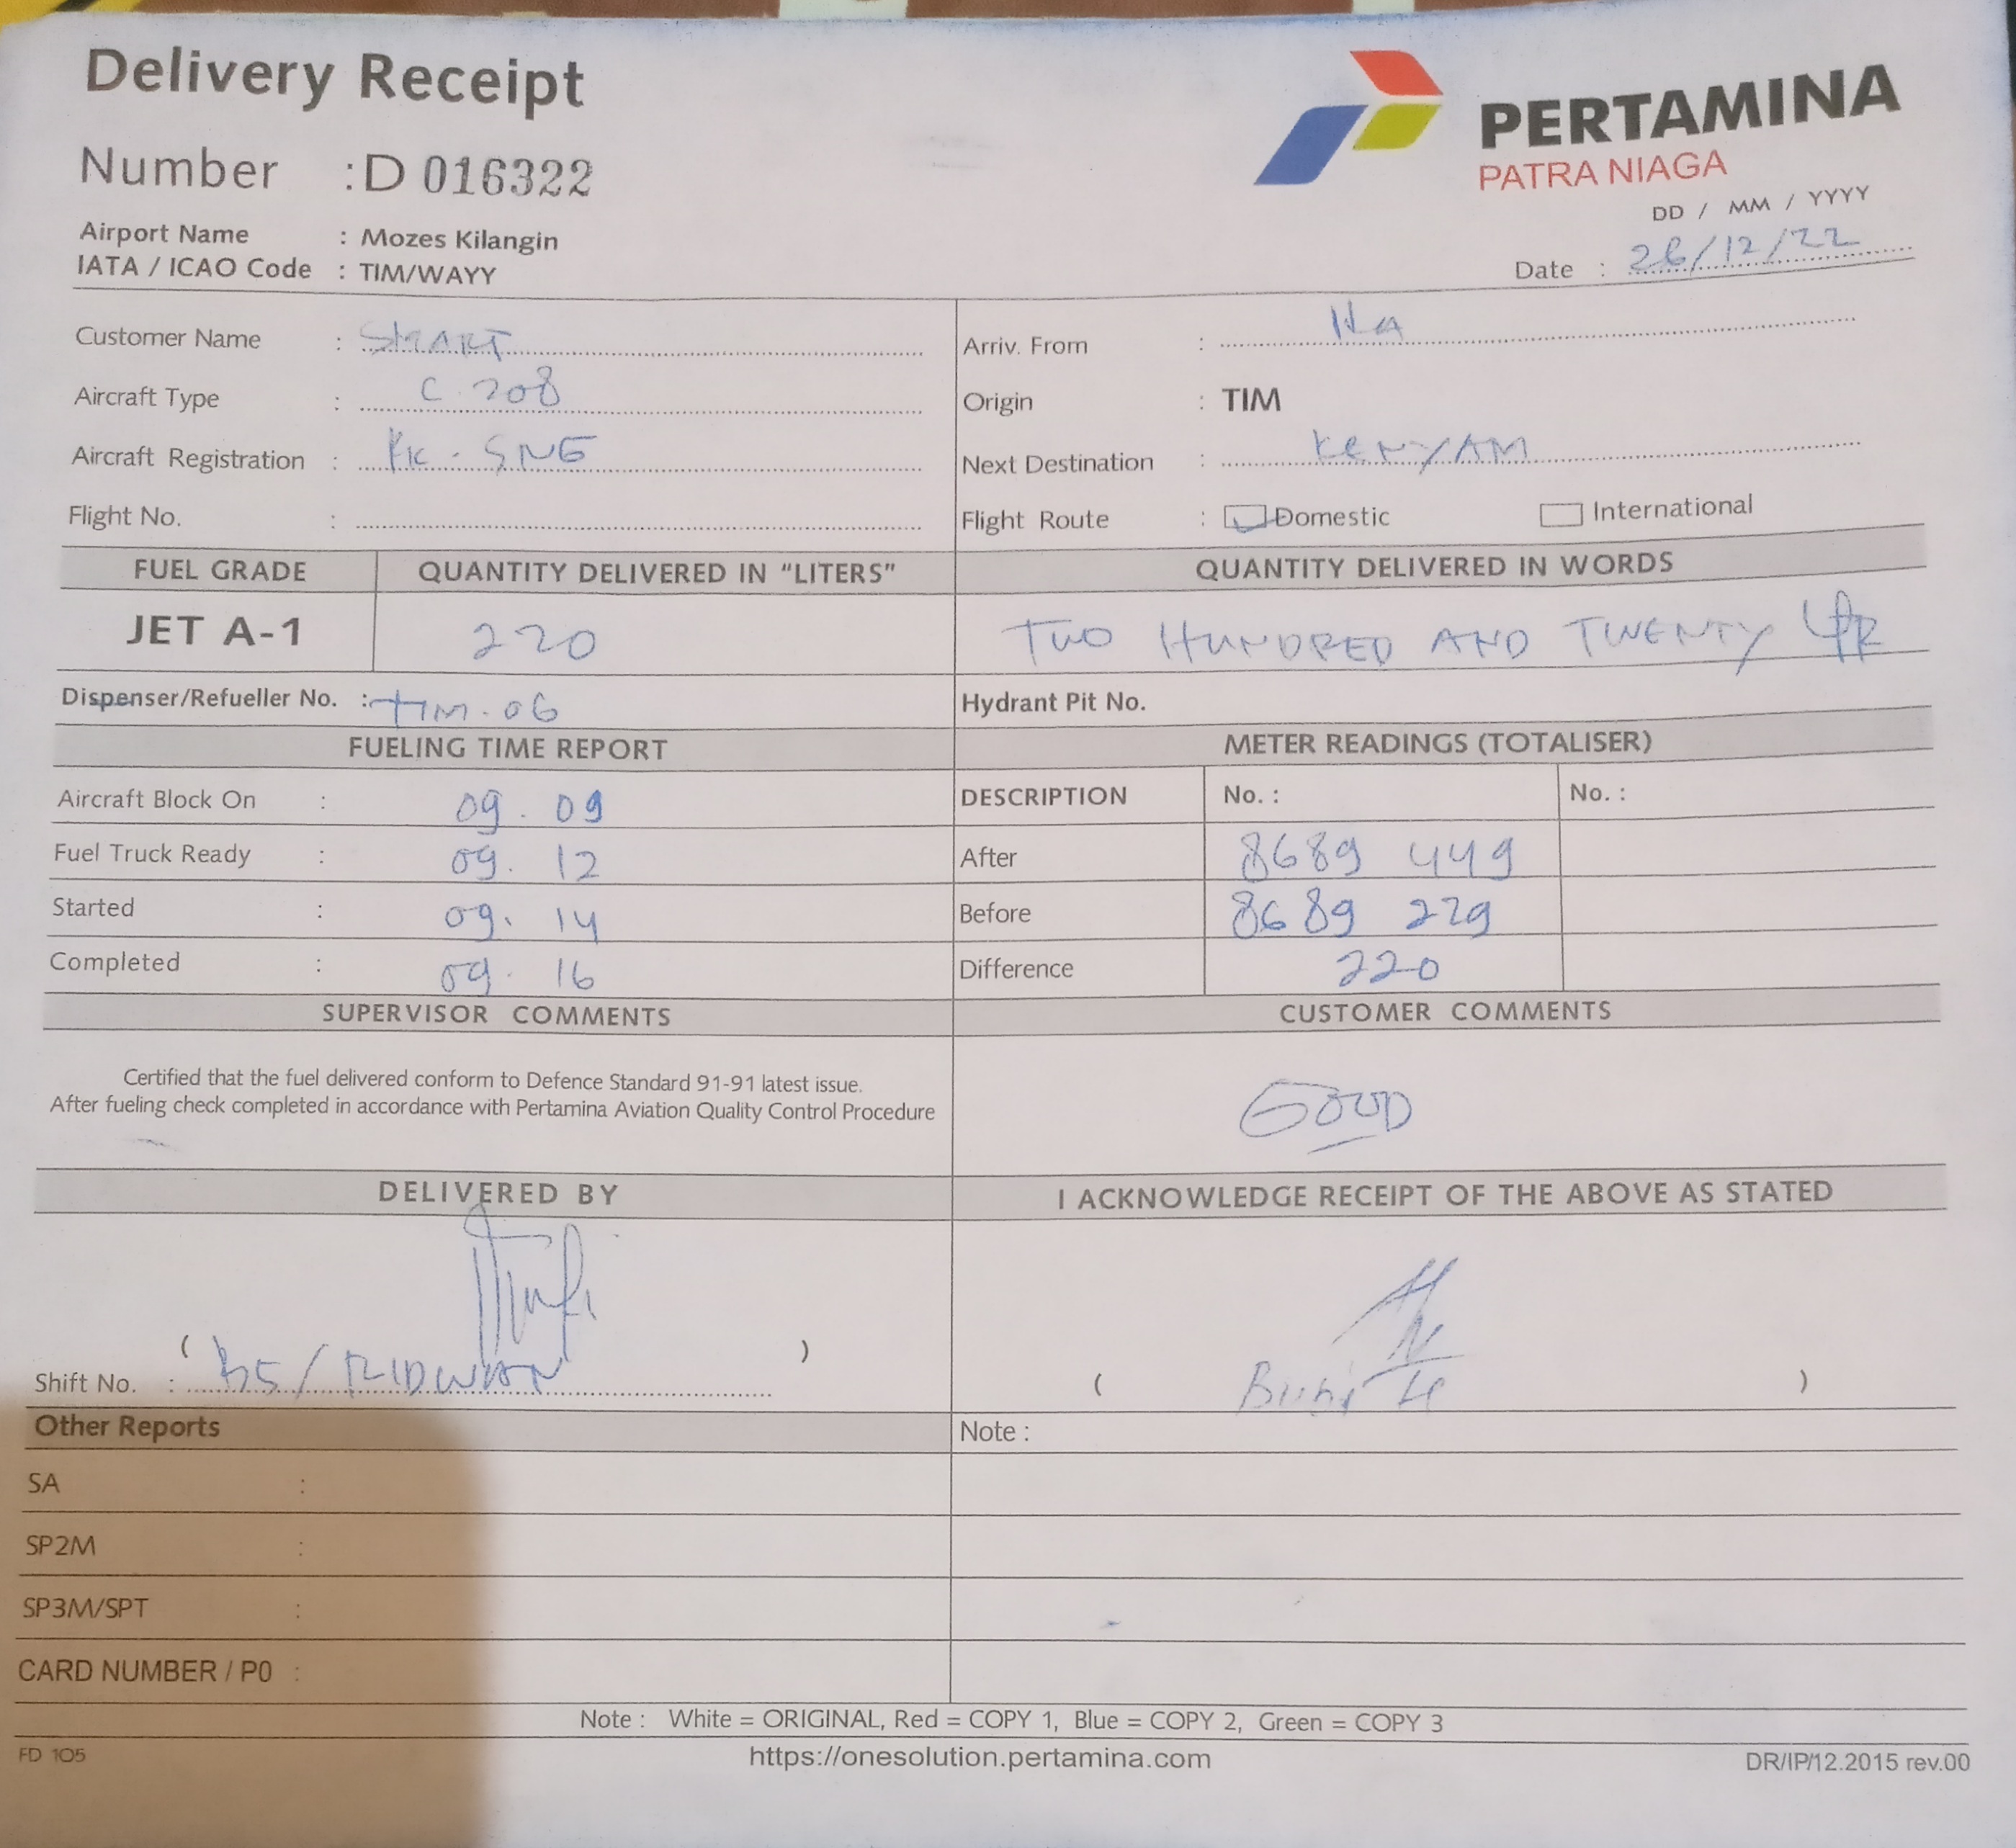 Delivery Receipt
PERTAMINA
PATRA NIAGA
Number : D 016322
DD / MM / YYYY
Airport Name : Mozes Kilangin
IATA / ICAO Code : TIM/WAYY
Date : 26/12/22
Customer Name : SMART
Arriv. From :
Aircraft Type : C 208
Origin : TIM
Aircraft Registration : PK - SNE
Next Destination : KENYAM
Flight No. :
Flight Route : Domestic International
FUEL GRADE QUANTITY DELIVERED IN "LITERS" QUANTITY DELIVERED IN WORDS
JET A-1 220 TWO HUNDRED AND TWENTY
Dispenser/Refueller No. : TIM-06 Hydrant Pit No.
FUELING TIME REPORT METER READINGS (TOTALISER)
Aircraft Block On : 09.09 DESCRIPTION No. : No. :
Fuel Truck Ready : 09.12 After 8689 449
Started : 09.14 Before 8689 229
Completed : 09.16 Difference 220
SUPERVISOR COMMENTS CUSTOMER COMMENTS
Certified that the fuel delivered conform to Defence Standard 91-91 latest issue.
After fueling check completed in accordance with Pertamina Aviation Quality Control Procedure
GOOD
DELIVERED BY I ACKNOWLEDGE RECEIPT OF THE ABOVE AS STATED
( )
Shift No. : / RIDWAN
( )
Other Reports Note :
SA :
SP2M :
SP3M/SPT :
CARD NUMBER / P0 :
Note : White = ORIGINAL, Red = COPY 1, Blue = COPY 2, Green = COPY 3
FD 105 https://onesolution.pertamina.com DR/IP/12.2015 rev.00